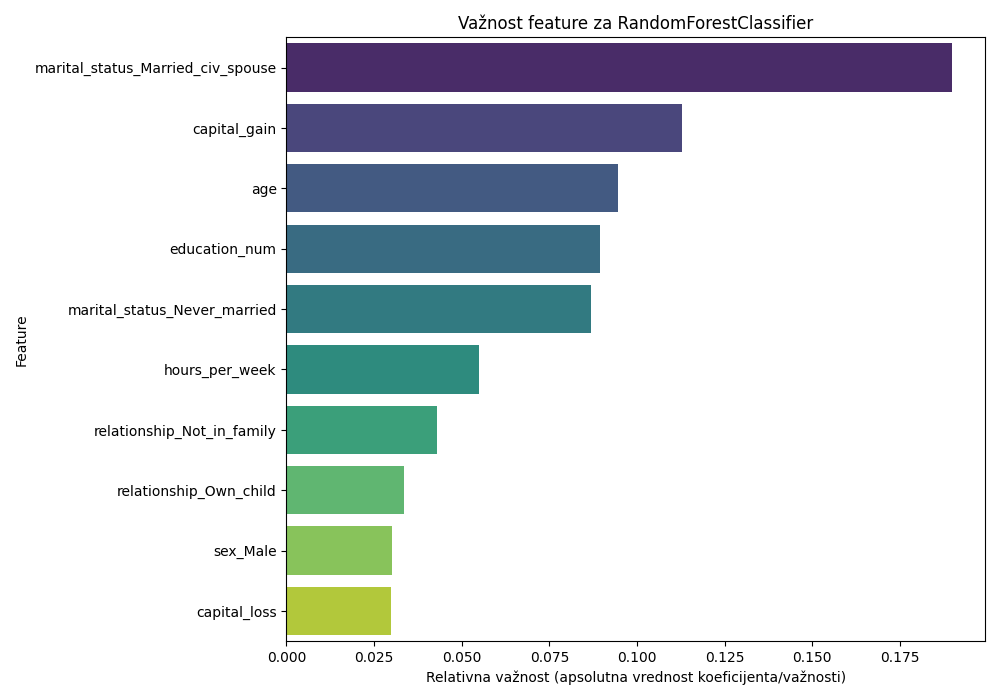 Važnost feature za RandomForestClassifier
marital_status_Married_civ_spouse
capital_gain
age
education_num
marital_status_Never_married
hours_per_week
relationship_Not_in_family
relationship_Own_child
sex_Male
capital_loss
Feature
0.000 0.025 0.050 0.075 0.100 0.125 0.150 0.175
Relativna važnost (apsolutna vrednost koeficijenta/važnosti)